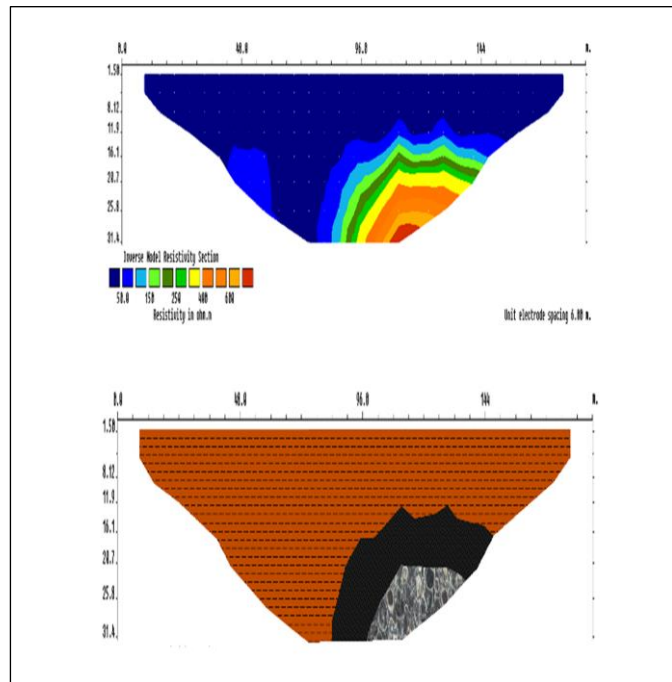 0.0 48.0 96.0 144 m.
1.50
8.12
11.9
16.1
20.7
25.8
31.4
Inverse Model Resistivity Section
50.0 150 250 400 600
Resistivity in ohm.m
Unit electrode spacing 6.00 m.
0.0 48.0 96.0 144 m.
1.50
8.12
11.9
16.1
20.7
25.8
31.4